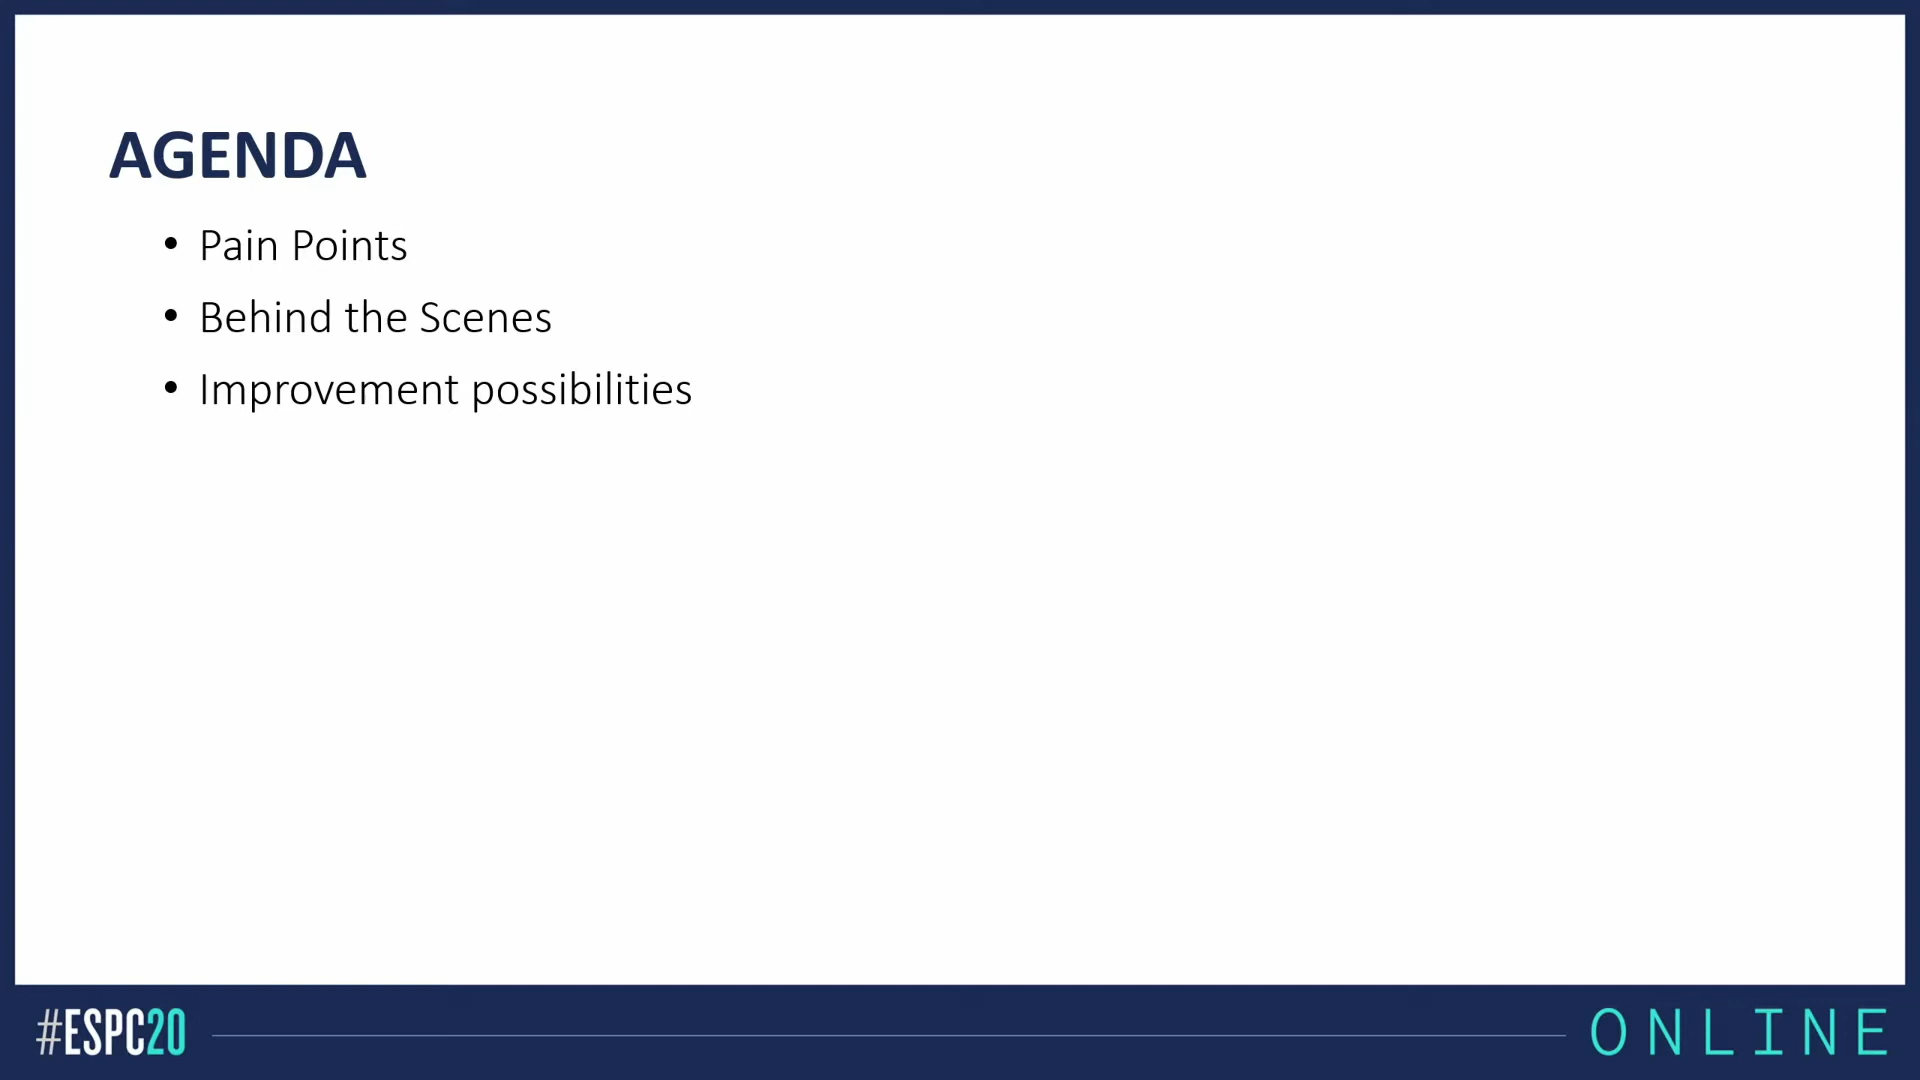 AGENDA
• Pain Points
• Behind the Scenes
• Improvement possibilities
#ESPC20
ONLINE